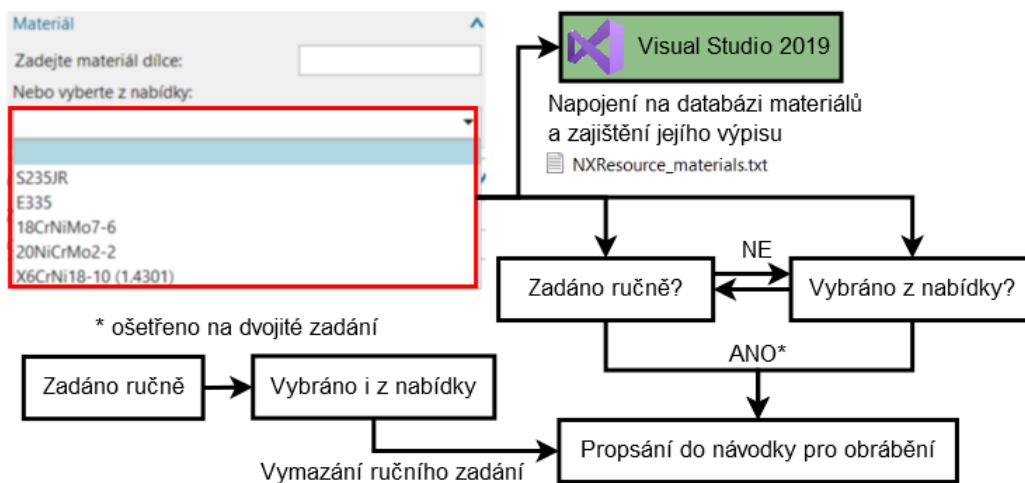 Materiál
Zadejte materiál dílce:
Nebo vyberte z nabídky:
S235JR
E335
18CrNiMo7-6
20NiCrMo2-2
X6CrNi18-10 (1.4301)
Visual Studio 2019
Napojení na databázi materiálů
a zajištění jejího výpisu
NXResource_materials.txt
Zadáno ručně?
NE
Vybráno z nabídky?
ANO*
* ošetřeno na dvojité zadání
Zadáno ručně
Vybráno i z nabídky
Vymazání ručního zadání
Propsání do návodky pro obrábění